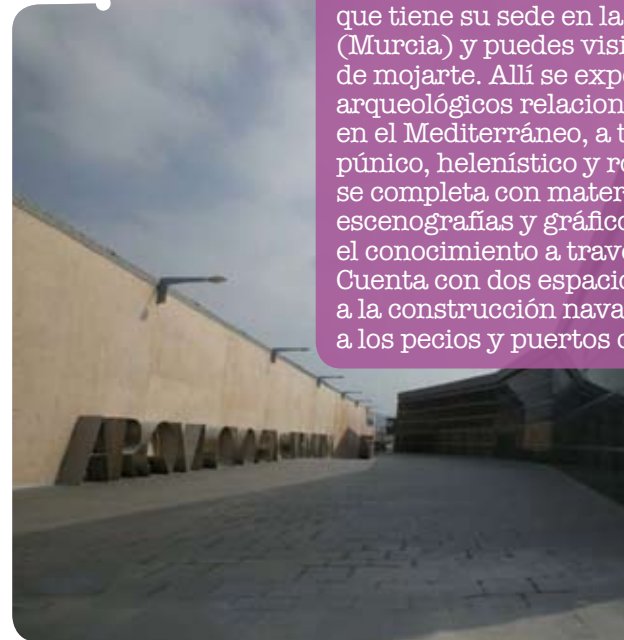 que tiene su sede en la
(Murcia) y puedes visi
de mojarte. Allí se expo
arqueológicos relacion
en el Mediterráneo, a t
púnico, helenístico y ro
se completa con mater
escenografías y gráfico
el conocimiento a travé
Cuenta con dos espacio
a la construcción nava
a los pecios y puertos